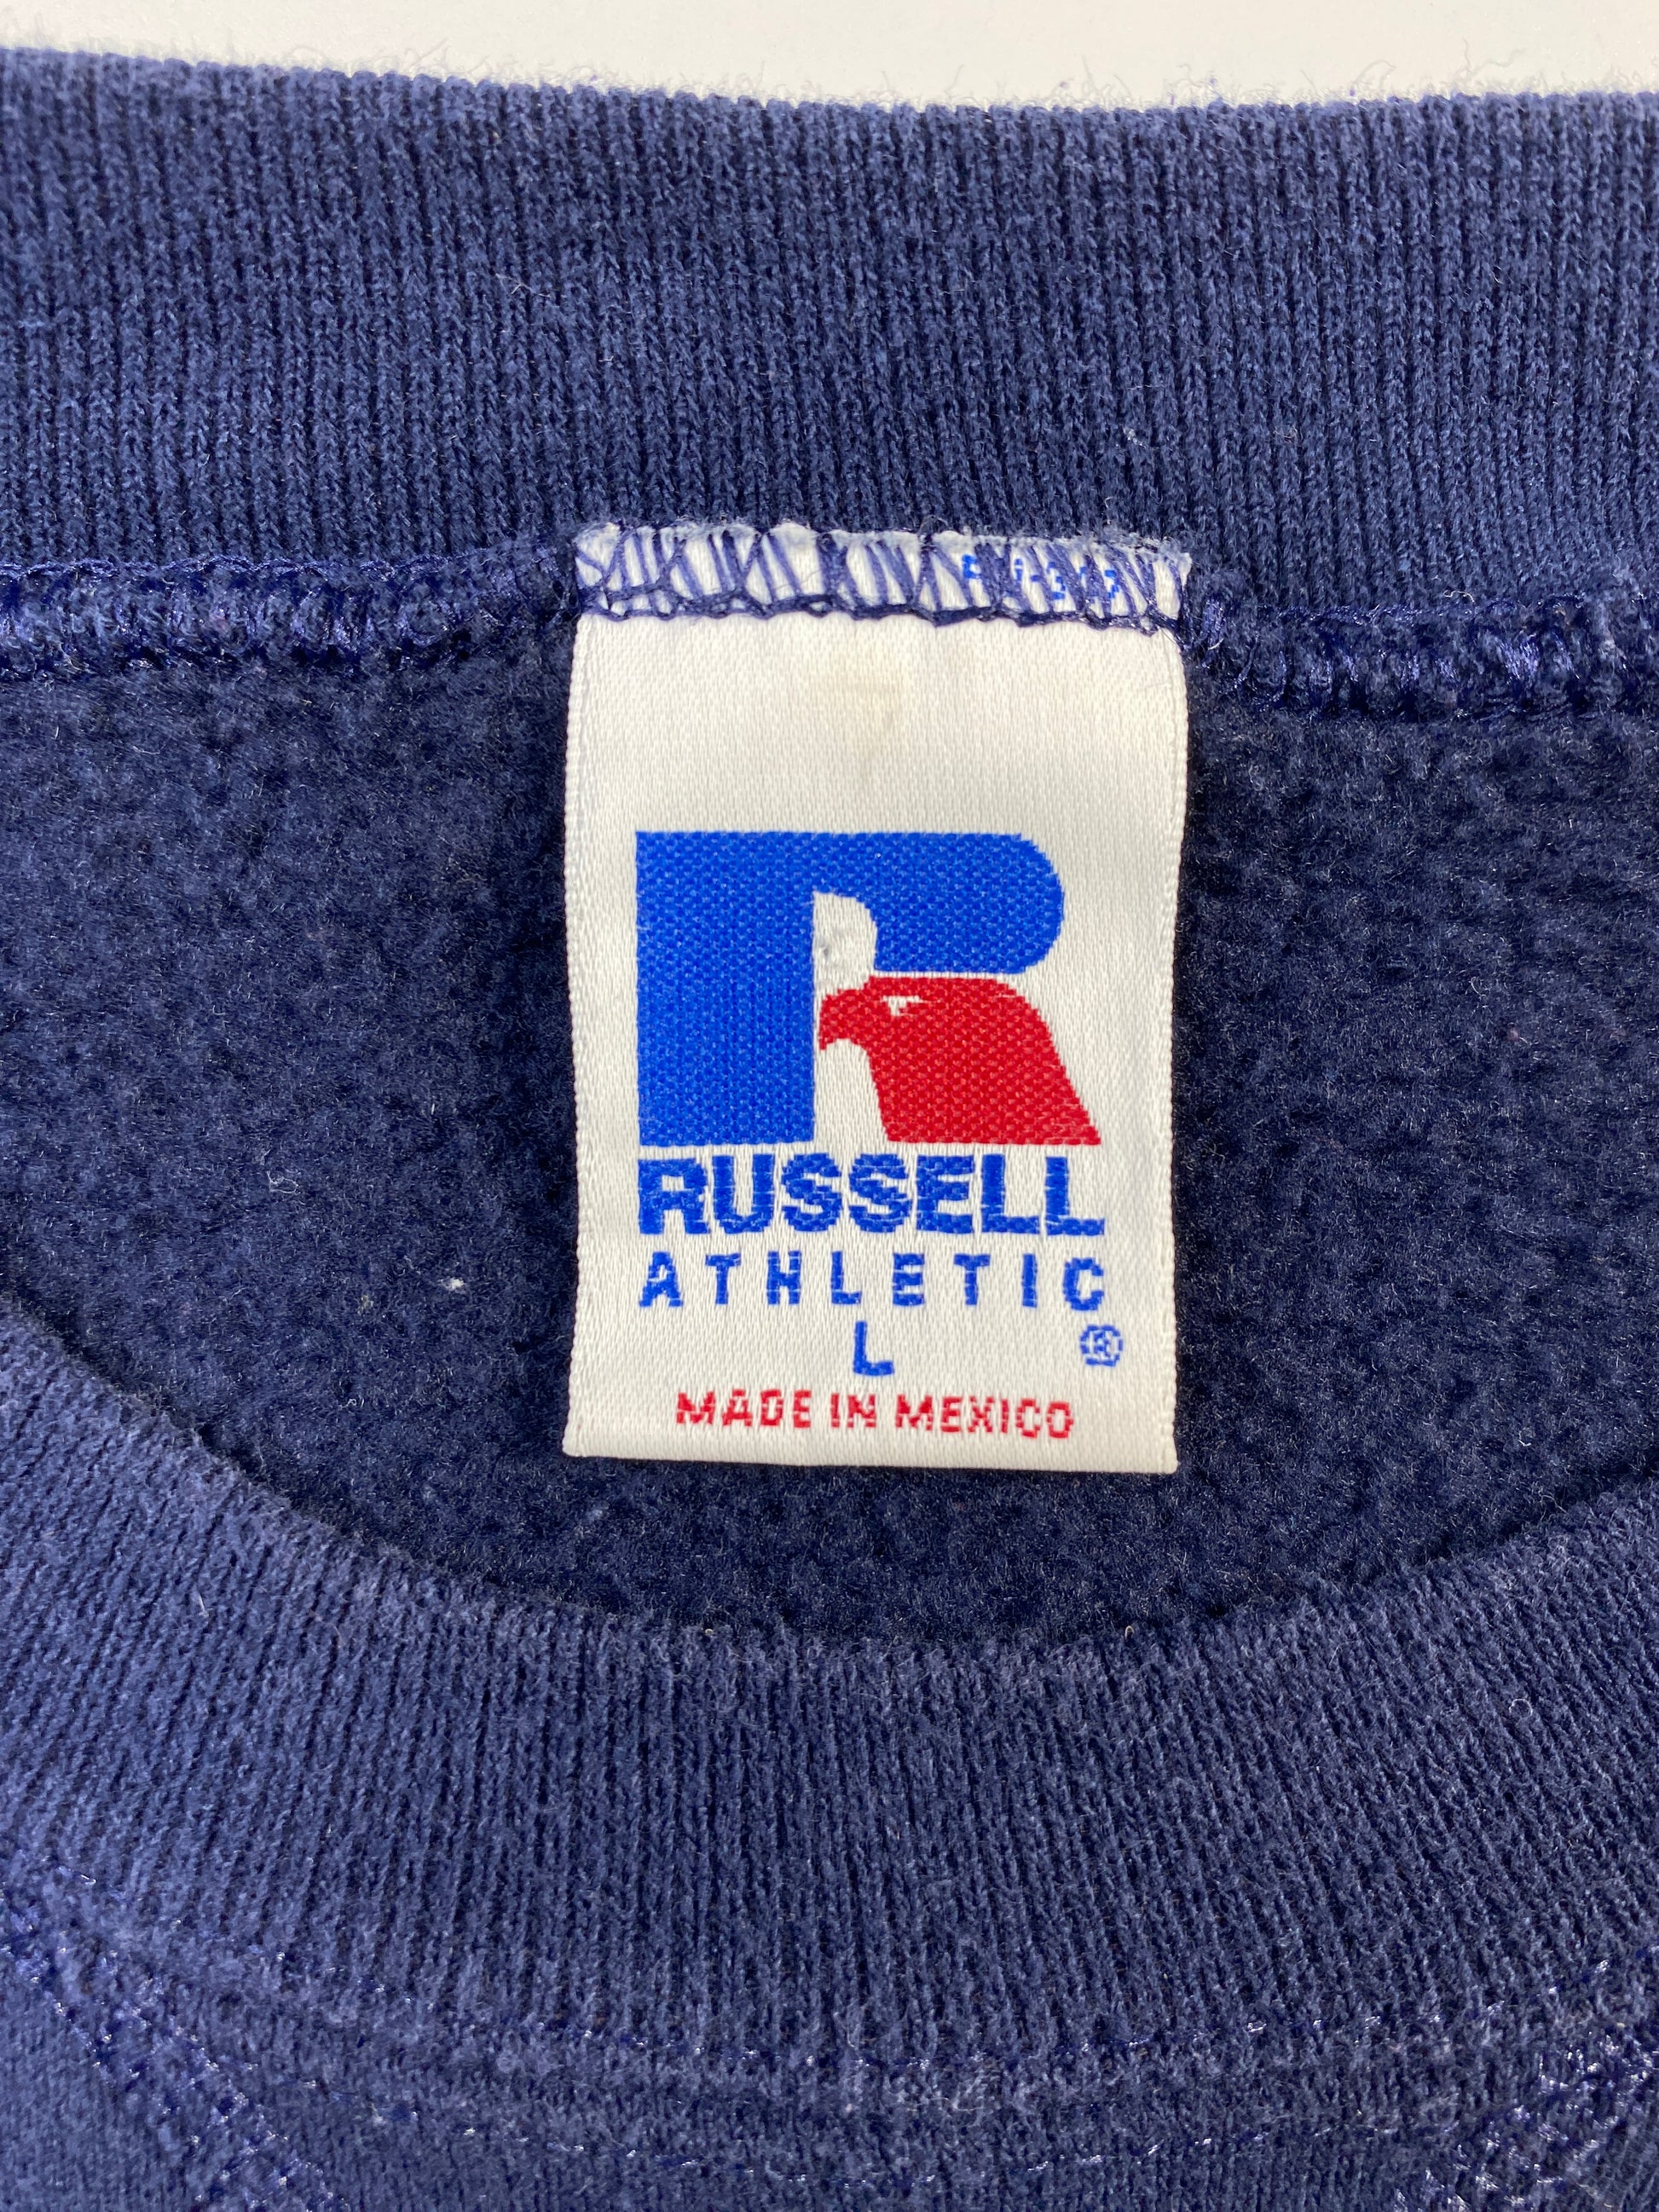 RUSSELL
ATHLETIC
L ®
MADE IN MEXICO